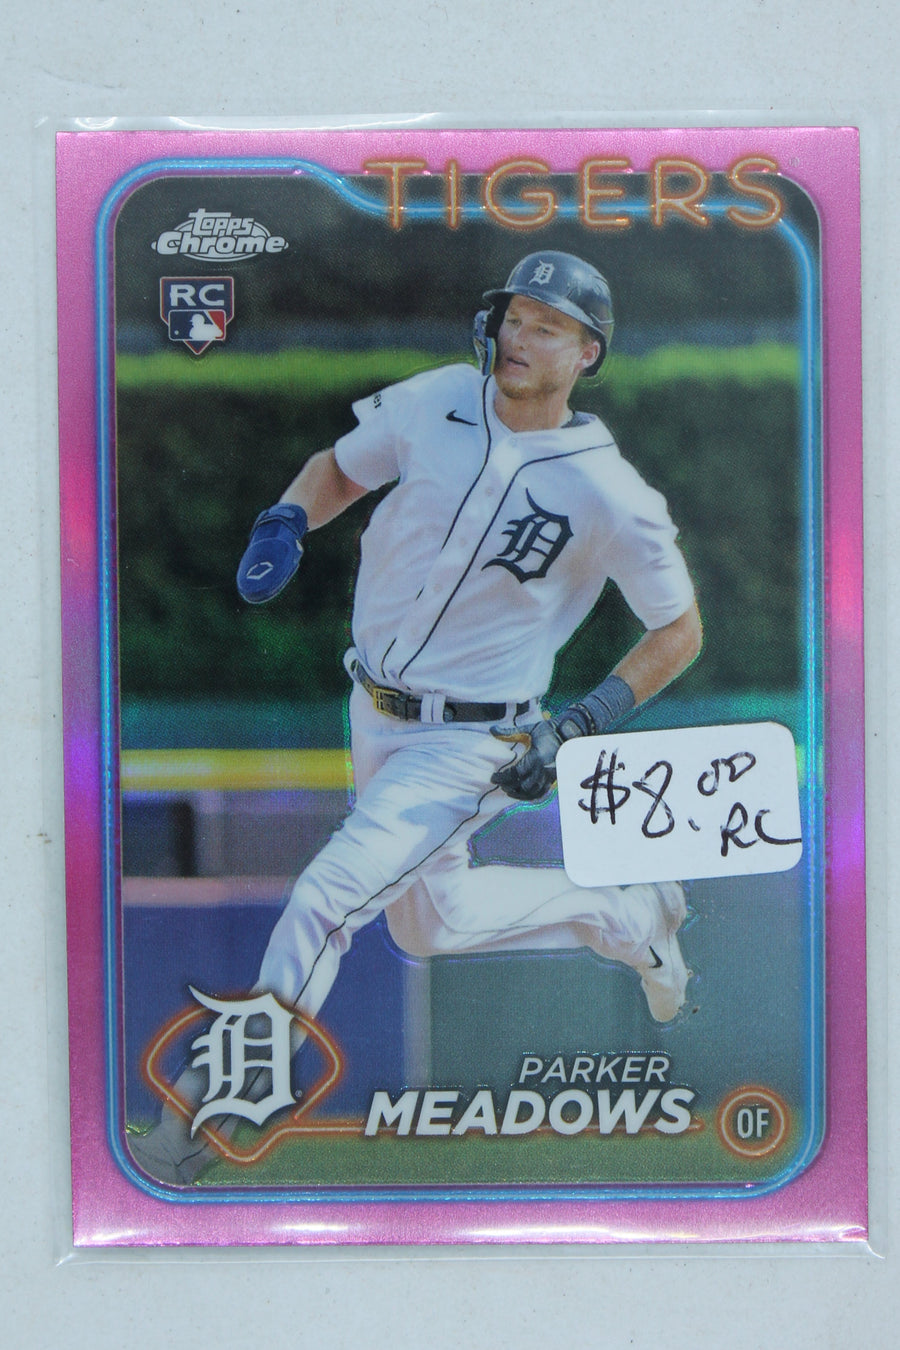 TIGERS
topps
Chrome
RC
D
D
$8.00
RC
D
PARKER
MEADOWS
OF